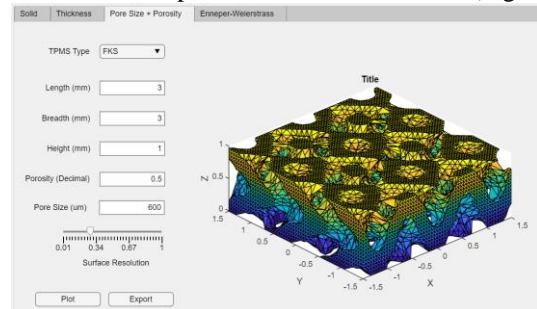 Solid Thickness Pore Size + Porosity Enneper-Weierstrass
TPMS Type FKS
Length (mm) 3
Breadth (mm) 3
Height (mm) 1
Porosity (Decimal) 0.5
Pore Size (um) 600
0.01 0.34 0.67 1
Surface Resolution
Plot Export
Title
Z
1
0.5
0
1.5
1
0.5
0
-0.5
-1
-1.5
Y
-1.5
-1
-0.5
0
0.5
1
1.5
X